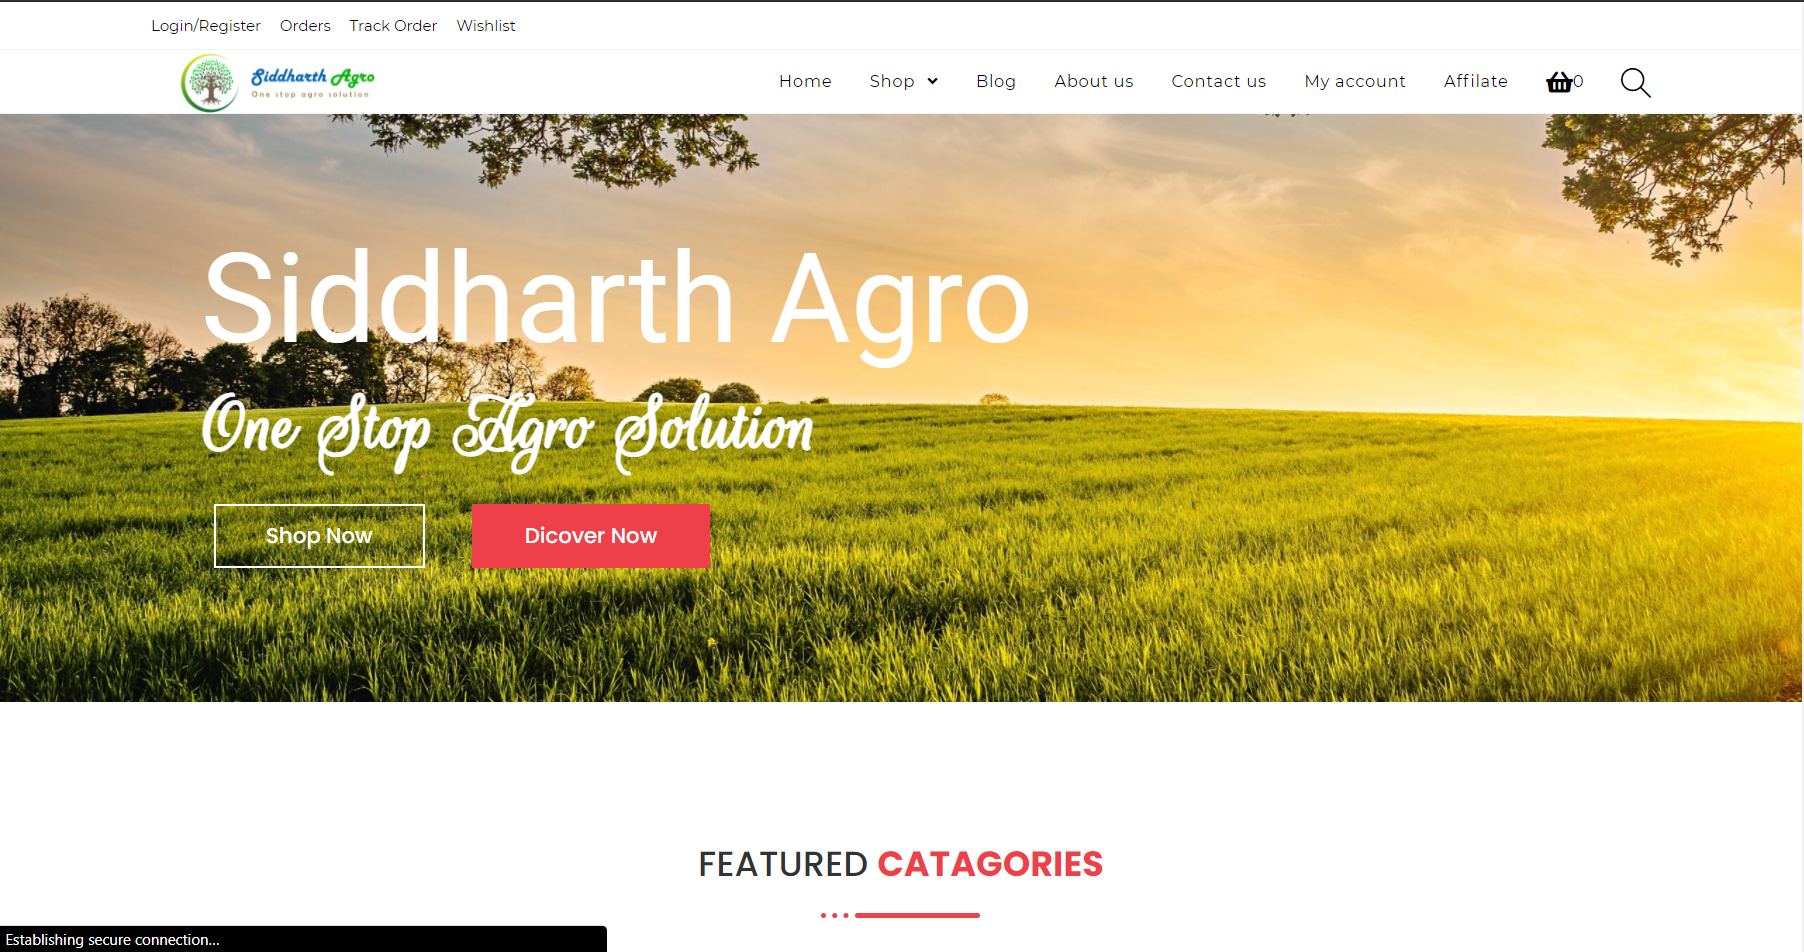 Login/Register Orders Track Order Wishlist
Siddharth Agro
One stop agro solution
Home Shop Blog About us Contact us My account Affilate 0
Siddharth Agro
One Stop Agro Solution
Shop Now Dicover Now
FEATURED CATAGORIES
Establishing secure connection...